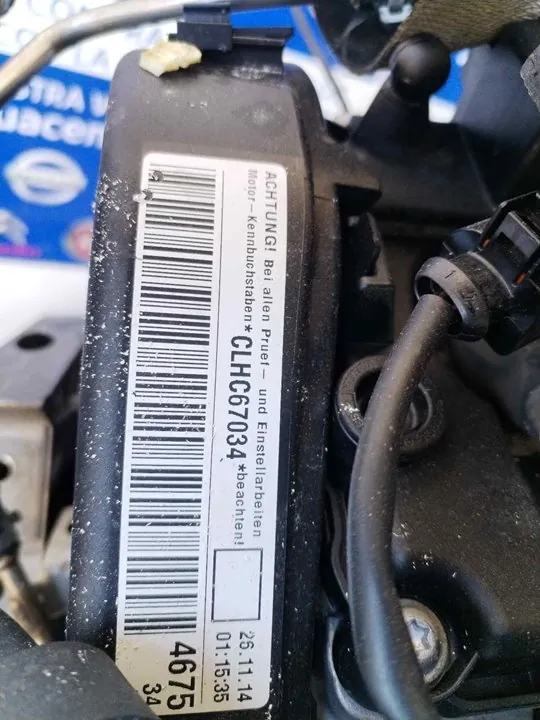 ACHTUNG! Bei allen Pruef- und Einstellarbeiten
Motor-Kennbuchstaben*CLHC67034*beachten!
26.11.14
01:15:35
4675
34